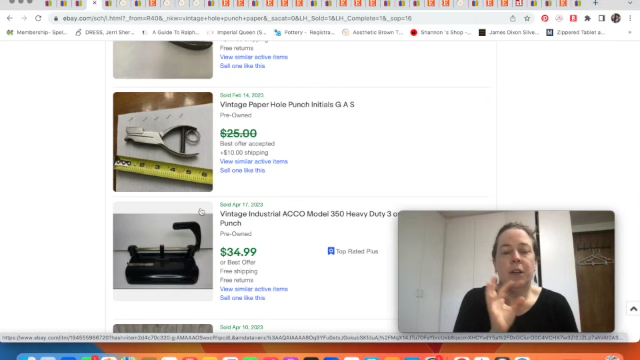 ebay.com/sch/i.html?_from=R40&_nkw=vintage+hole+punch+paper&_sacat=0&LH_Sold=1&LH_Complete=1&_sop=16
Membership- Spel...
DRESS, Jerri Sher...
A Guide To Ralph...
Imperial Queen
Pottery - Registra...
Aesthetic Brown T...
Shannon 's Shop -
James Dixon Silver...
Zippered Tablet a
Free returns
View similar active items
Sell one like this
Sold Feb 14, 2023
Vintage Paper Hole Punch Initials G A S
Pre-Owned
$25.00
Best offer accepted
+$10.00 shipping
Free returns
View similar active items
Sell one like this
Sold Apr 17, 2023
Vintage Industrial ACCO Model 350 Heavy Duty 3 o
Punch
Pre-Owned
$34.99
Top Rated Plus
or Best Offer
Free shipping
Free returns
View similar active items
Sell one like this
Sold Apr 10, 2023